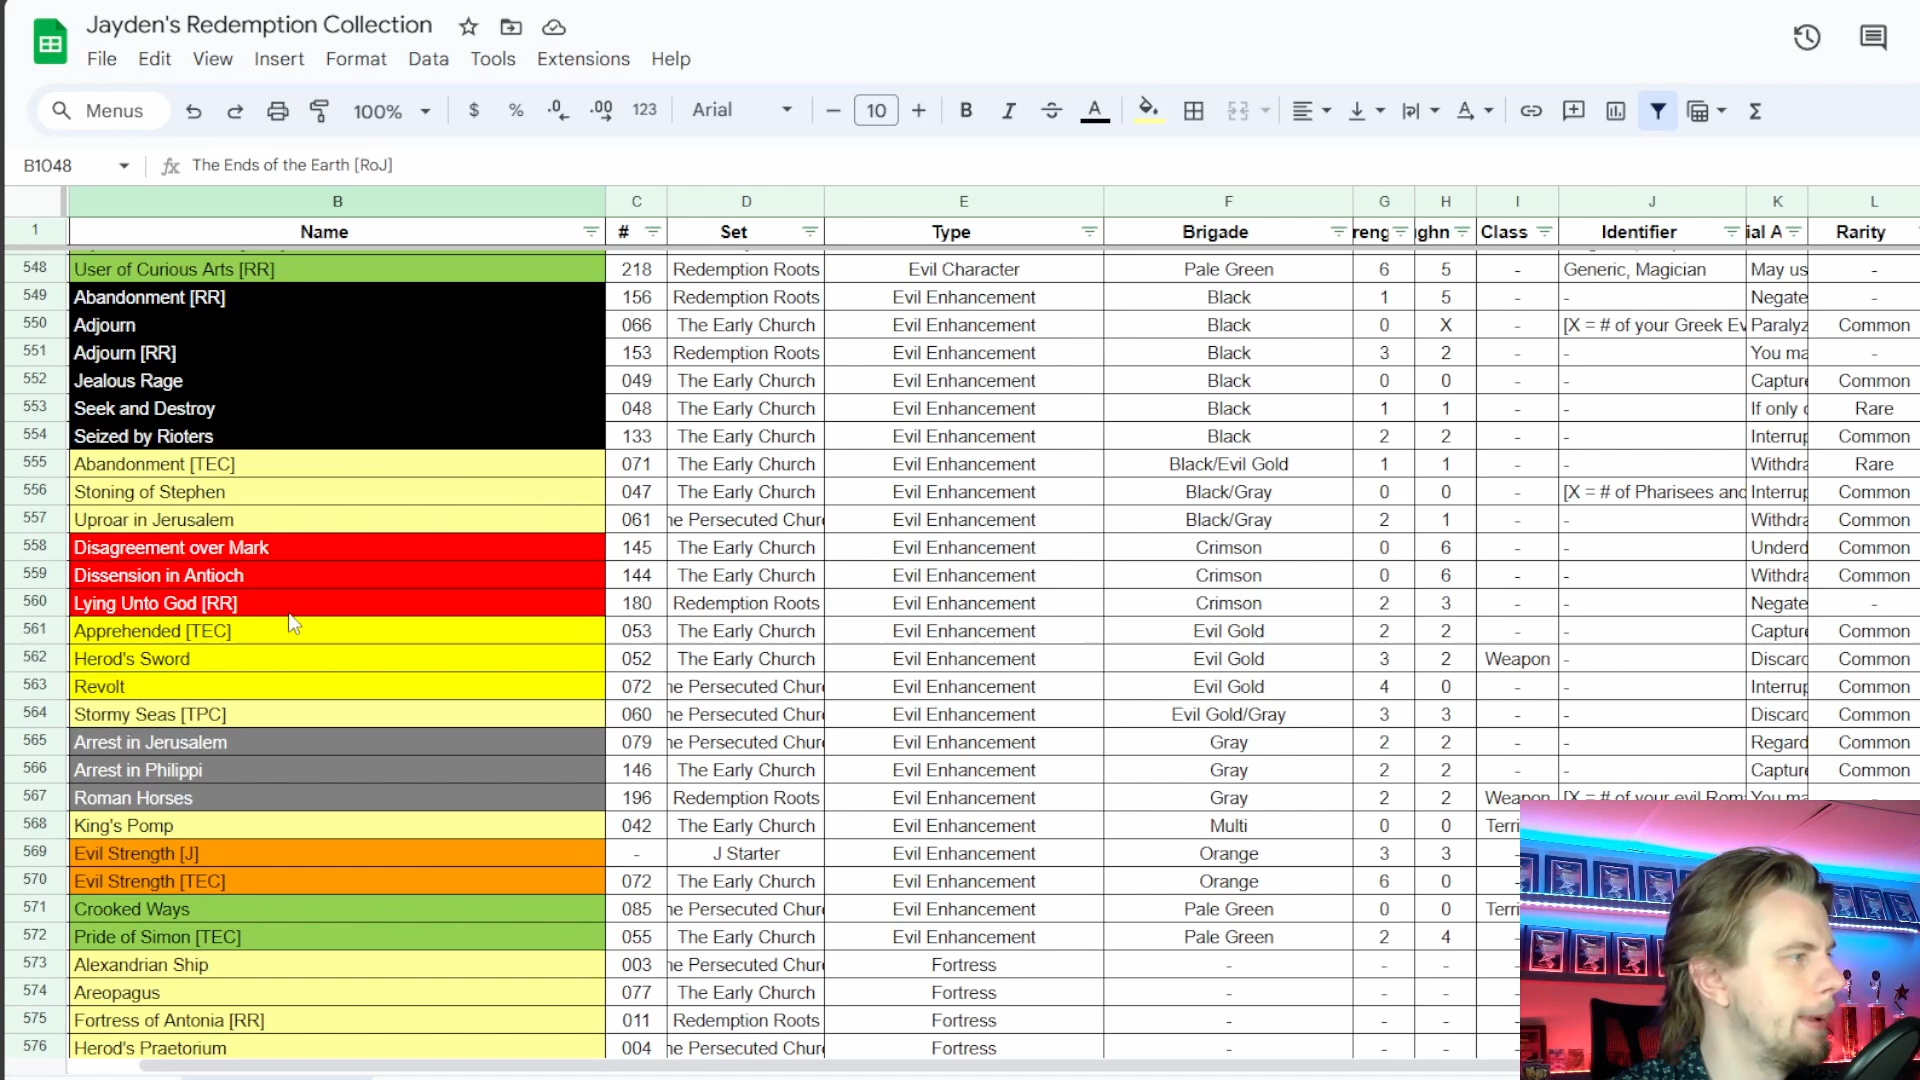 Jayden's Redemption Collection
File Edit View Insert Format Data Tools Extensions Help
Menus 100% $ % .0 .00 123 Arial 10 B I A A Σ
B1048 fx The Ends of the Earth [RoJ]
B C D E F G H I J K L
1 Name # Set Type Brigade reng ughn Class Identifier ial A Rarity
548 User of Curious Arts [RR] 218 Redemption Roots Evil Character Pale Green 6 5 - Generic, Magician May us -
549 Abandonment [RR] 156 Redemption Roots Evil Enhancement Black 1 5 - - Negate -
550 Adjourn 066 The Early Church Evil Enhancement Black 0 X - [X = # of your Greek Ev Paralyz Common
551 Adjourn [RR] 153 Redemption Roots Evil Enhancement Black 3 2 - - You ma -
552 Jealous Rage 049 The Early Church Evil Enhancement Black 0 0 - - Capture Common
553 Seek and Destroy 048 The Early Church Evil Enhancement Black 1 1 - - If only o Rare
554 Seized by Rioters 133 The Early Church Evil Enhancement Black 2 2 - - Interrup Common
555 Abandonment [TEC] 071 The Early Church Evil Enhancement Black/Evil Gold 1 1 - - Withdra Rare
556 Stoning of Stephen 047 The Early Church Evil Enhancement Black/Gray 0 0 - [X = # of Pharisees and Interrup Common
557 Uproar in Jerusalem 061 he Persecuted Chur Evil Enhancement Black/Gray 2 1 - - Withdra Common
558 Disagreement over Mark 145 The Early Church Evil Enhancement Crimson 0 6 - - Underd Common
559 Dissension in Antioch 144 The Early Church Evil Enhancement Crimson 0 6 - - Withdra Common
560 Lying Unto God [RR] 180 Redemption Roots Evil Enhancement Crimson 2 3 - - Negate -
561 Apprehended [TEC] 053 The Early Church Evil Enhancement Evil Gold 2 2 - - Capture Common
562 Herod's Sword 052 The Early Church Evil Enhancement Evil Gold 3 2 Weapon - Discard Common
563 Revolt 072 he Persecuted Chur Evil Enhancement Evil Gold 4 0 - - Interrup Common
564 Stormy Seas [TPC] 060 he Persecuted Chur Evil Enhancement Evil Gold/Gray 3 3 - - Discard Common
565 Arrest in Jerusalem 079 he Persecuted Chur Evil Enhancement Gray 2 2 - - Regard Common
566 Arrest in Philippi 146 The Early Church Evil Enhancement Gray 2 2 - - Capture Common
567 Roman Horses 196 Redemption Roots Evil Enhancement Gray 2 2 Weapon [X = # of your evil Rom You ma
568 King's Pomp 042 The Early Church Evil Enhancement Multi 0 0 Terri
569 Evil Strength [J] - J Starter Evil Enhancement Orange 3 3 -
570 Evil Strength [TEC] 072 The Early Church Evil Enhancement Orange 6 0 -
571 Crooked Ways 085 he Persecuted Chur Evil Enhancement Pale Green 0 0 Terri
572 Pride of Simon [TEC] 055 The Early Church Evil Enhancement Pale Green 2 4 -
573 Alexandrian Ship 003 he Persecuted Chur Fortress - - - -
574 Areopagus 077 The Early Church Fortress - - - -
575 Fortress of Antonia [RR] 011 Redemption Roots Fortress - - - -
576 Herod's Praetorium 004 he Persecuted Chur Fortress - - - -